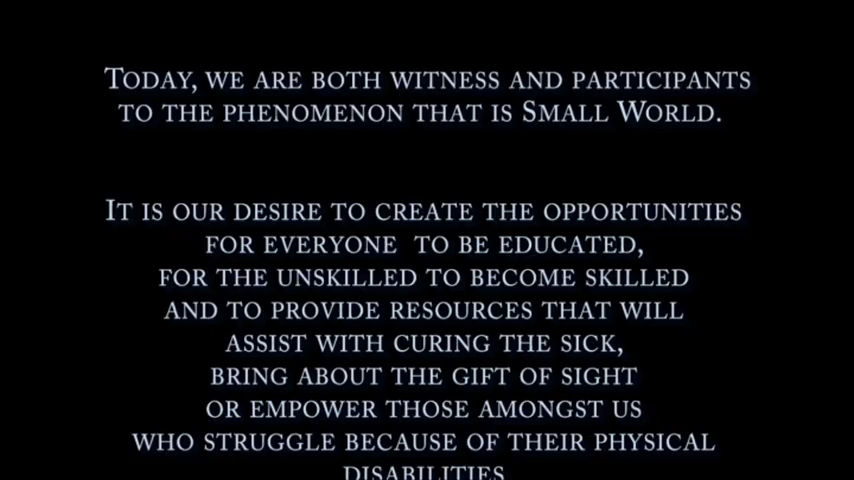 Today, we are both witness and participants
to the phenomenon that is Small World.
It is our desire to create the opportunities
for everyone to be educated,
for the unskilled to become skilled
and to provide resources that will
assist with curing the sick,
bring about the gift of sight
or empower those amongst us
who struggle because of their physical
disabilities